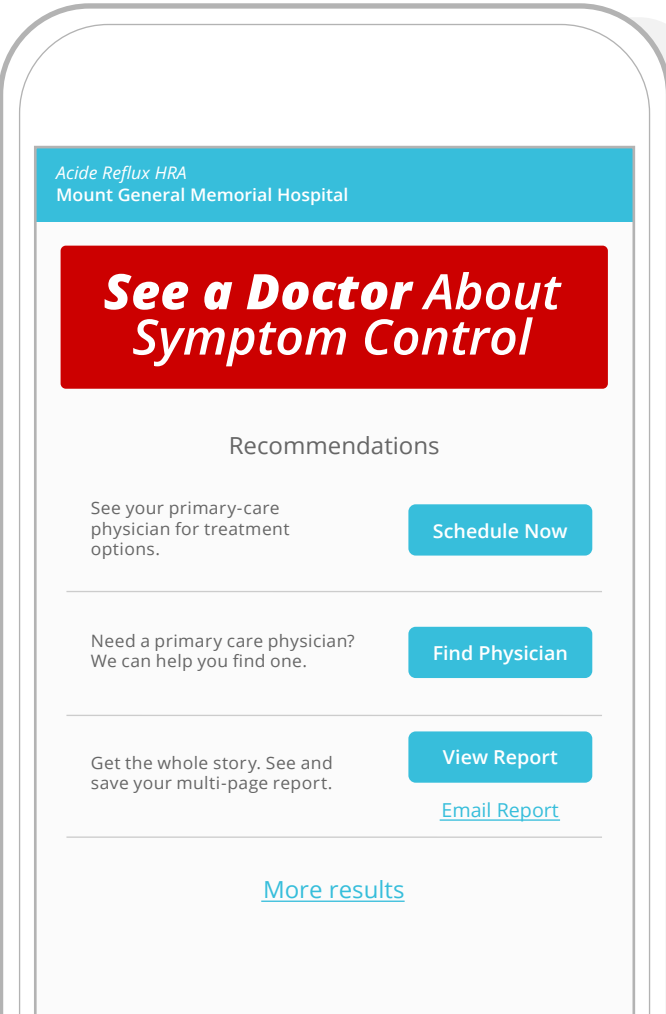 Acide Reflux HRA
Mount General Memorial Hospital
See a Doctor About
Symptom Control
Recommendations
See your primary-care
physician for treatment
options.
Schedule Now
Need a primary care physician?
We can help you find one.
Find Physician
Get the whole story. See and
save your multi-page report.
View Report
Email Report
More results